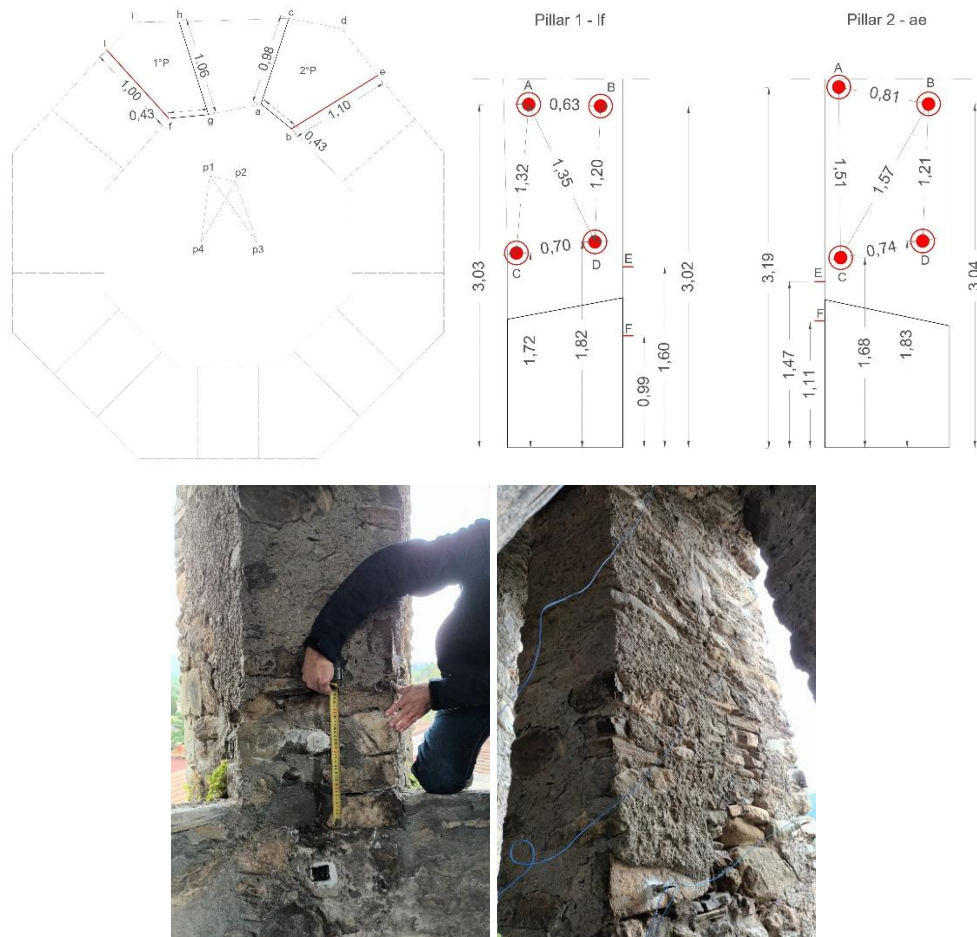 Pillar 1 - lf
Pillar 2 - ae
i
h
c
d
l
1°P
1,06
0,98
2°P
e
1,00
0,43
f
g
a
b
0,43
1,10
p1
p2
p4
p3
A
B
0,63
1,32
1,35
1,20
0,70
C
D
E
F
3,03
1,72
1,82
0,99
1,60
3,02
A
B
0,81
1,51
1,57
1,21
0,74
C
D
E
F
3,19
1,47
1,11
1,68
1,83
3,04